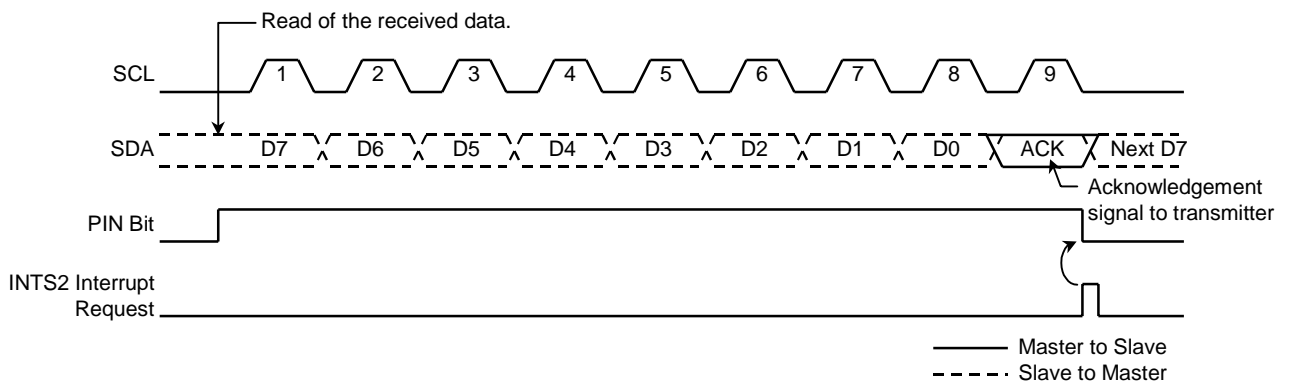 Read of the received data.
SCL 1 2 3 4 5 6 7 8 9
SDA D7 D6 D5 D4 D3 D2 D1 D0 ACK Next D7
Acknowledgement
signal to transmitter
PIN Bit
INTS2 Interrupt
Request
Master to Slave
Slave to Master